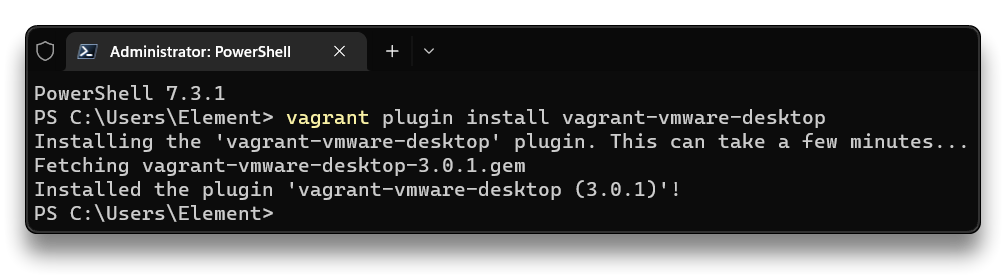 Administrator: PowerShell
PowerShell 7.3.1
PS C:\Users\Element> vagrant plugin install vagrant-vmware-desktop
Installing the 'vagrant-vmware-desktop' plugin. This can take a few minutes...
Fetching vagrant-vmware-desktop-3.0.1.gem
Installed the plugin 'vagrant-vmware-desktop (3.0.1)'!
PS C:\Users\Element>